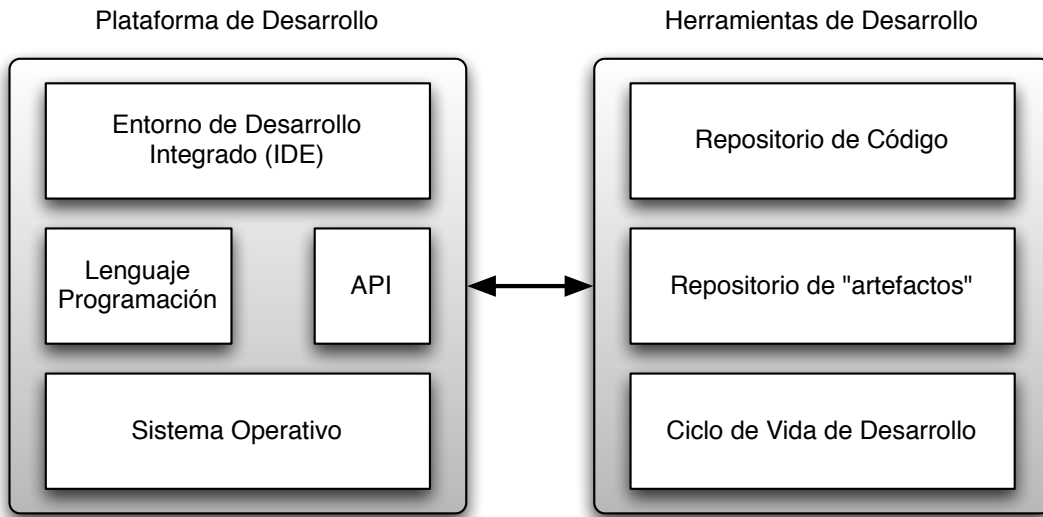 Plataforma de Desarrollo
Entorno de Desarrollo
Integrado (IDE)
Lenguaje
Programación
API
Sistema Operativo
Herramientas de Desarrollo
Repositorio de Código
Repositorio de "artefactos"
Ciclo de Vida de Desarrollo